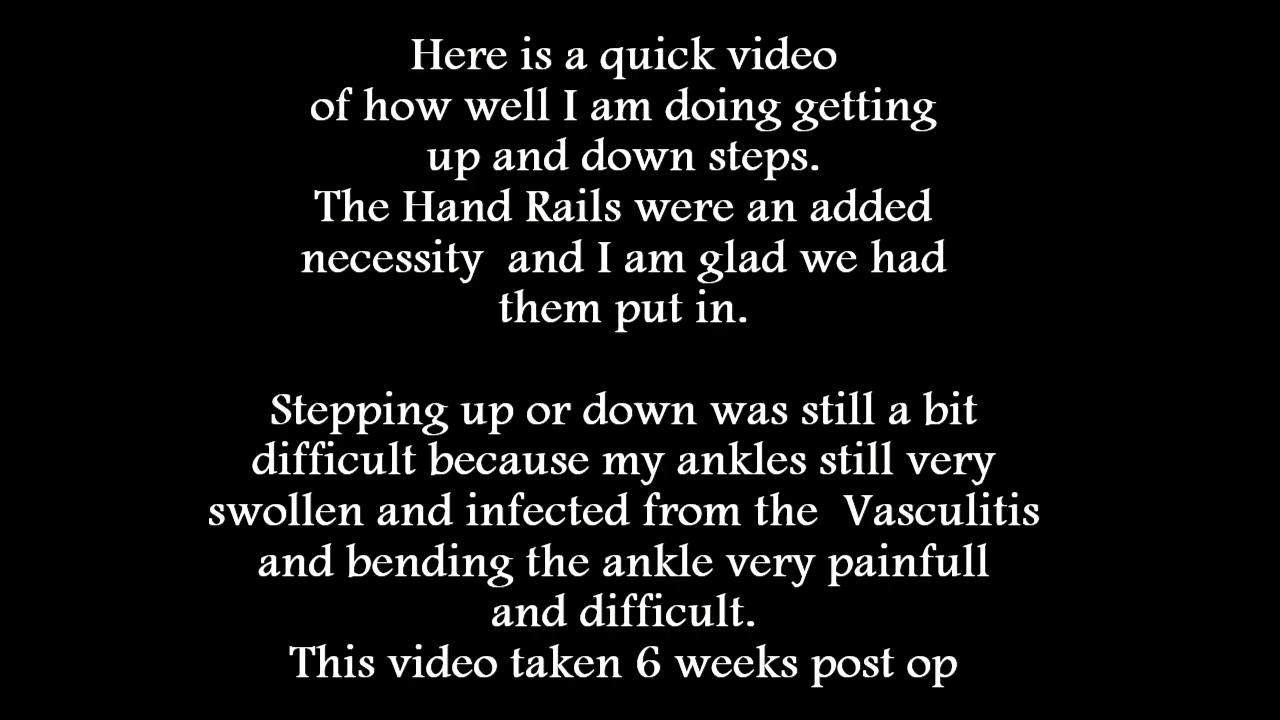 Here is a quick video
of how well I am doing getting
up and down steps.
The Hand Rails were an added
necessity  and I am glad we had
them put in.
Stepping up or down was still a bit
difficult because my ankles still very
swollen and infected from the  Vasculitis
and bending the ankle very painfull
and difficult.
This video taken 6 weeks post op